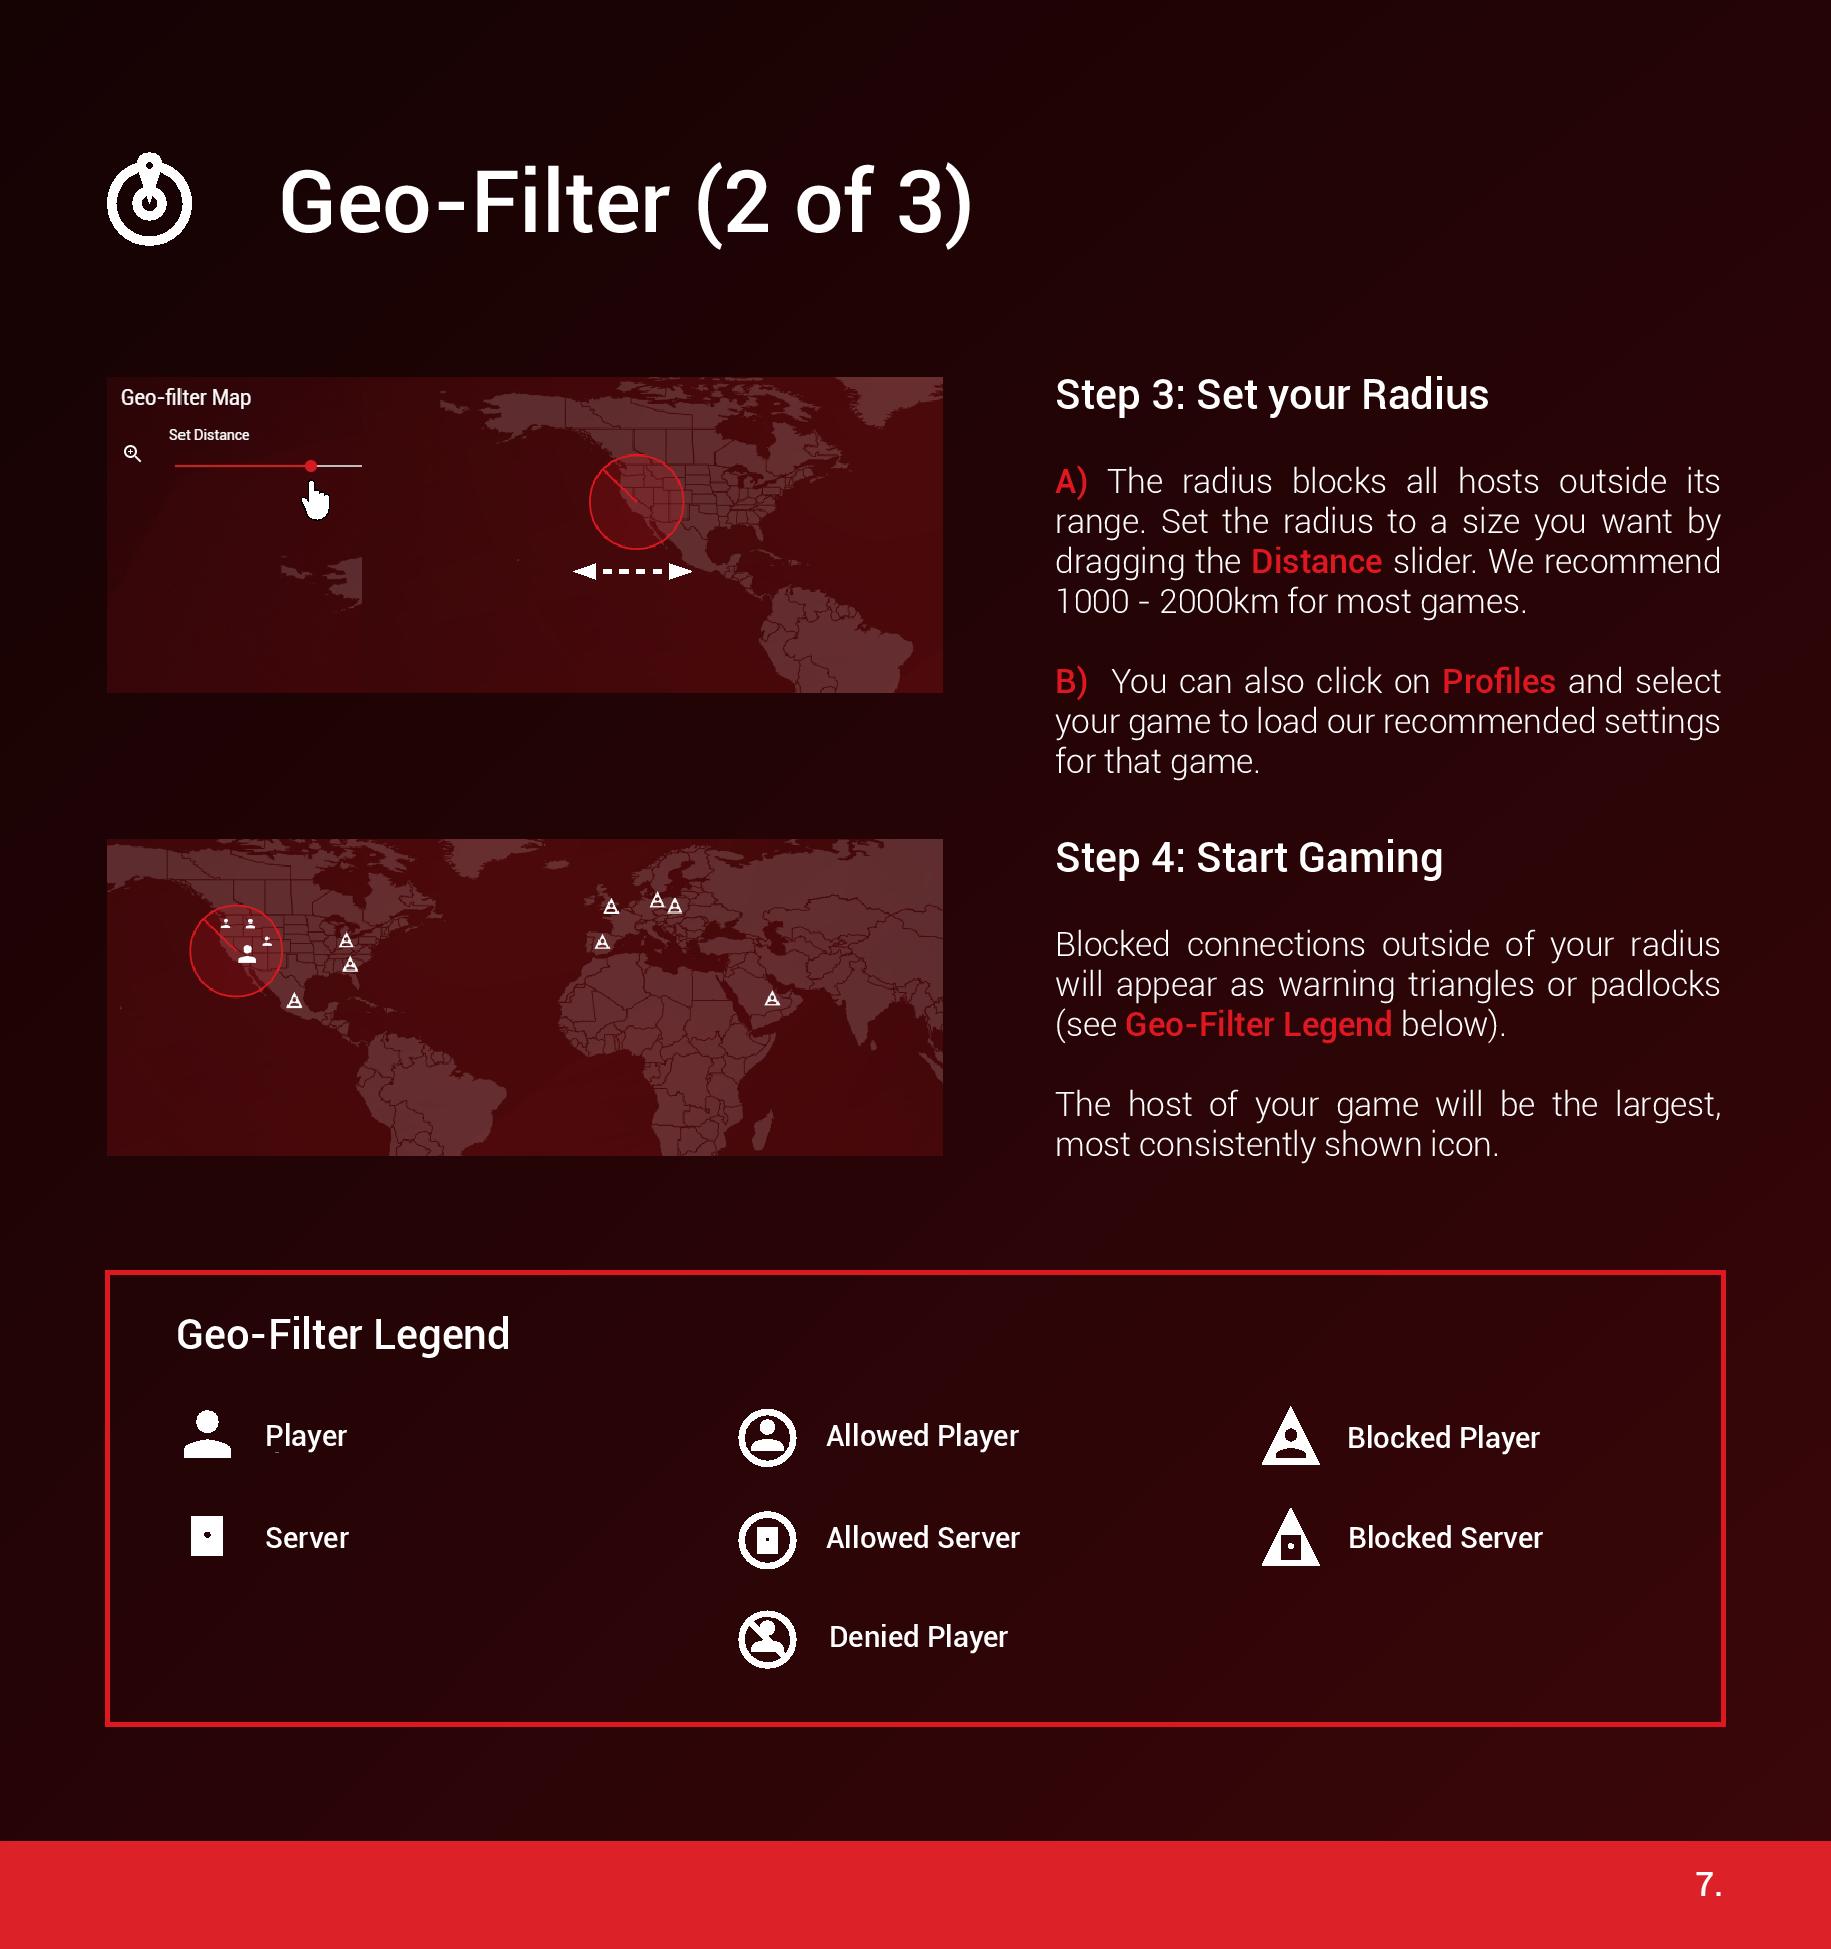 Geo-Filter (2 of 3)
Geo-filter Map
Set Distance
Step 3: Set your Radius
A) The radius blocks all hosts outside its
range. Set the radius to a size you want by
dragging the Distance slider. We recommend
1000 - 2000km for most games.
B) You can also click on Profiles and select
your game to load our recommended settings
for that game.
Step 4: Start Gaming
Blocked connections outside of your radius
will appear as warning triangles or padlocks
(see Geo-Filter Legend below).
The host of your game will be the largest,
most consistently shown icon.
Geo-Filter Legend
Player
Allowed Player
Blocked Player
Server
Allowed Server
Blocked Server
Denied Player
7.